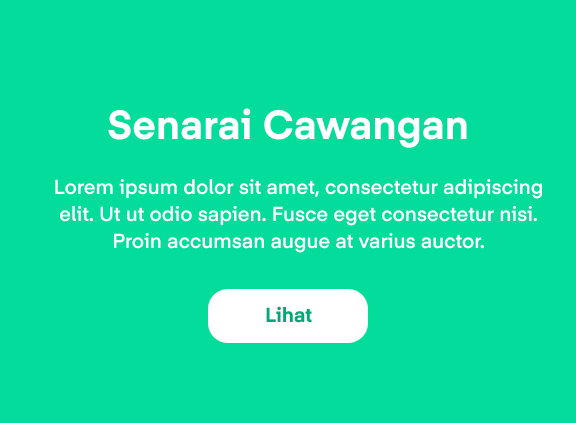 Senarai Cawangan
Lorem ipsum dolor sit amet, consectetur adipiscing
elit. Ut ut odio sapien. Fusce eget consectetur nisi.
Proin accumsan augue at varius auctor.
Lihat